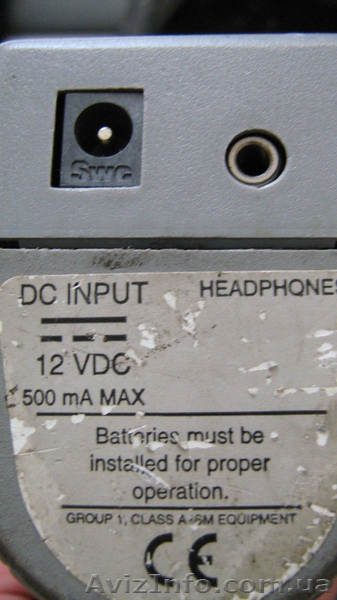 Swc
DC INPUT
HEADPHONES
12 VDC
500 mA MAX
Batteries must be
installed for proper
operation.
GROUP 1, CLASS A ISM EQUIPMENT
CE
AvizInfo.com.ua